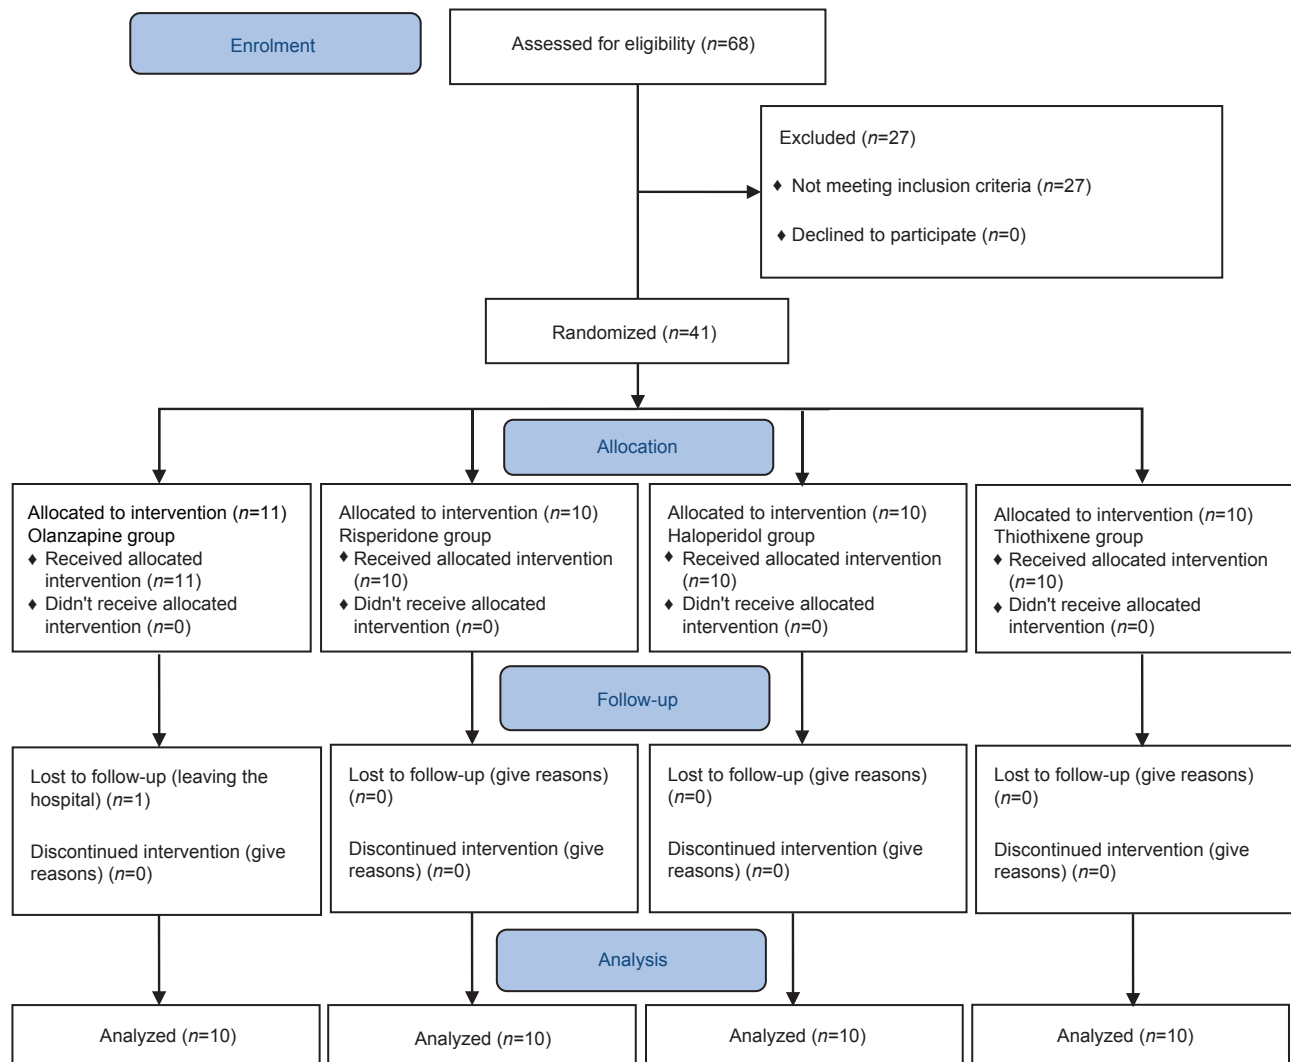 Enrolment
Assessed for eligibility (n=68)
Excluded (n=27)
♦ Not meeting inclusion criteria (n=27)
♦ Declined to participate (n=0)
Randomized (n=41)
Allocation
Allocated to intervention (n=11)
Olanzapine group
♦ Received allocated
intervention (n=11)
♦ Didn't receive allocated
intervention (n=0)
Allocated to intervention (n=10)
Risperidone group
♦ Received allocated intervention
(n=10)
♦ Didn't receive allocated
intervention (n=0)
Allocated to intervention (n=10)
Haloperidol group
♦ Received allocated intervention
(n=10)
♦ Didn't receive allocated
intervention (n=0)
Allocated to intervention (n=10)
Thiothixene group
♦ Received allocated intervention
(n=10)
♦ Didn't receive allocated
intervention (n=0)
Follow-up
Lost to follow-up (leaving the
hospital) (n=1)
Discontinued intervention (give
reasons) (n=0)
Lost to follow-up (give reasons)
(n=0)
Discontinued intervention (give
reasons) (n=0)
Lost to follow-up (give reasons)
(n=0)
Discontinued intervention (give
reasons) (n=0)
Lost to follow-up (give reasons)
(n=0)
Discontinued intervention (give
reasons) (n=0)
Analysis
Analyzed (n=10)
Analyzed (n=10)
Analyzed (n=10)
Analyzed (n=10)